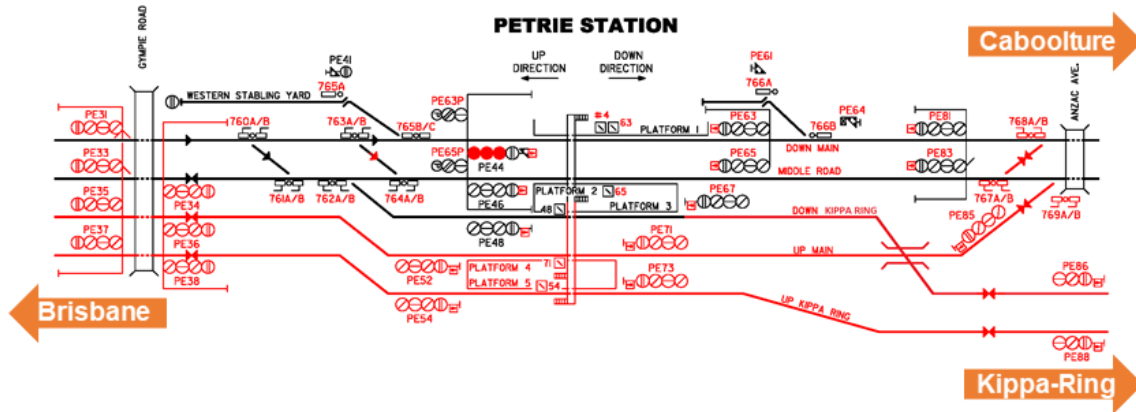 PETRIE STATION
Caboolture
GYMPIE ROAD
UP
DIRECTION
DOWN
DIRECTION
PE41
PE61
765A
766A
ANZAC AVE.
WESTERN STABLING YARD
PE63P
PE31
760A/B
763A/B
765B/C
#4
63
PLATFORM 1
PE63
766B
PE64
PE81
768A/B
DOWN MAIN
PE33
PE65P
PE44
PE65
PE83
MIDDLE ROAD
PE35
PE34
761A/B
762A/B
764A/B
PE46
PLATFORM 2
65
PLATFORM 3
48
PE67
767A/B
769A/B
PE85
DOWN KIPPA RING
PE37
PE36
PE48
PE71
UP MAIN
PE38
PE52
PLATFORM 4
71
PLATFORM 5
54
PE73
PE86
PE54
Brisbane
UP KIPPA RING
PE88
Kippa-Ring